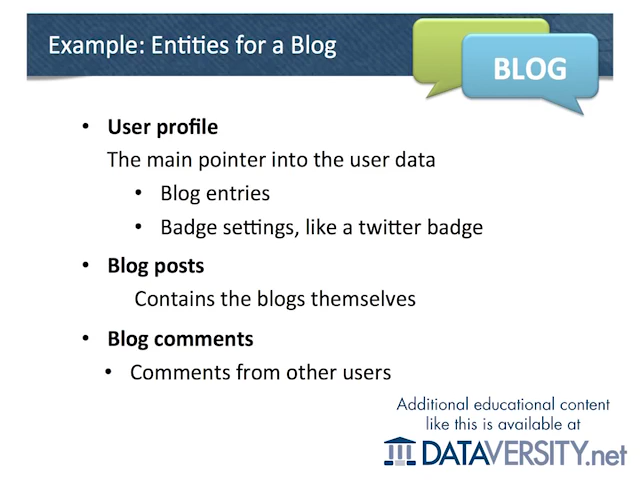 Example: Entities for a Blog
BLOG
• User profile
The main pointer into the user data
• Blog entries
• Badge settings, like a twitter badge
• Blog posts
Contains the blogs themselves
• Blog comments
• Comments from other users
Additional educational content
like this is available at
DATAVERSITY.net